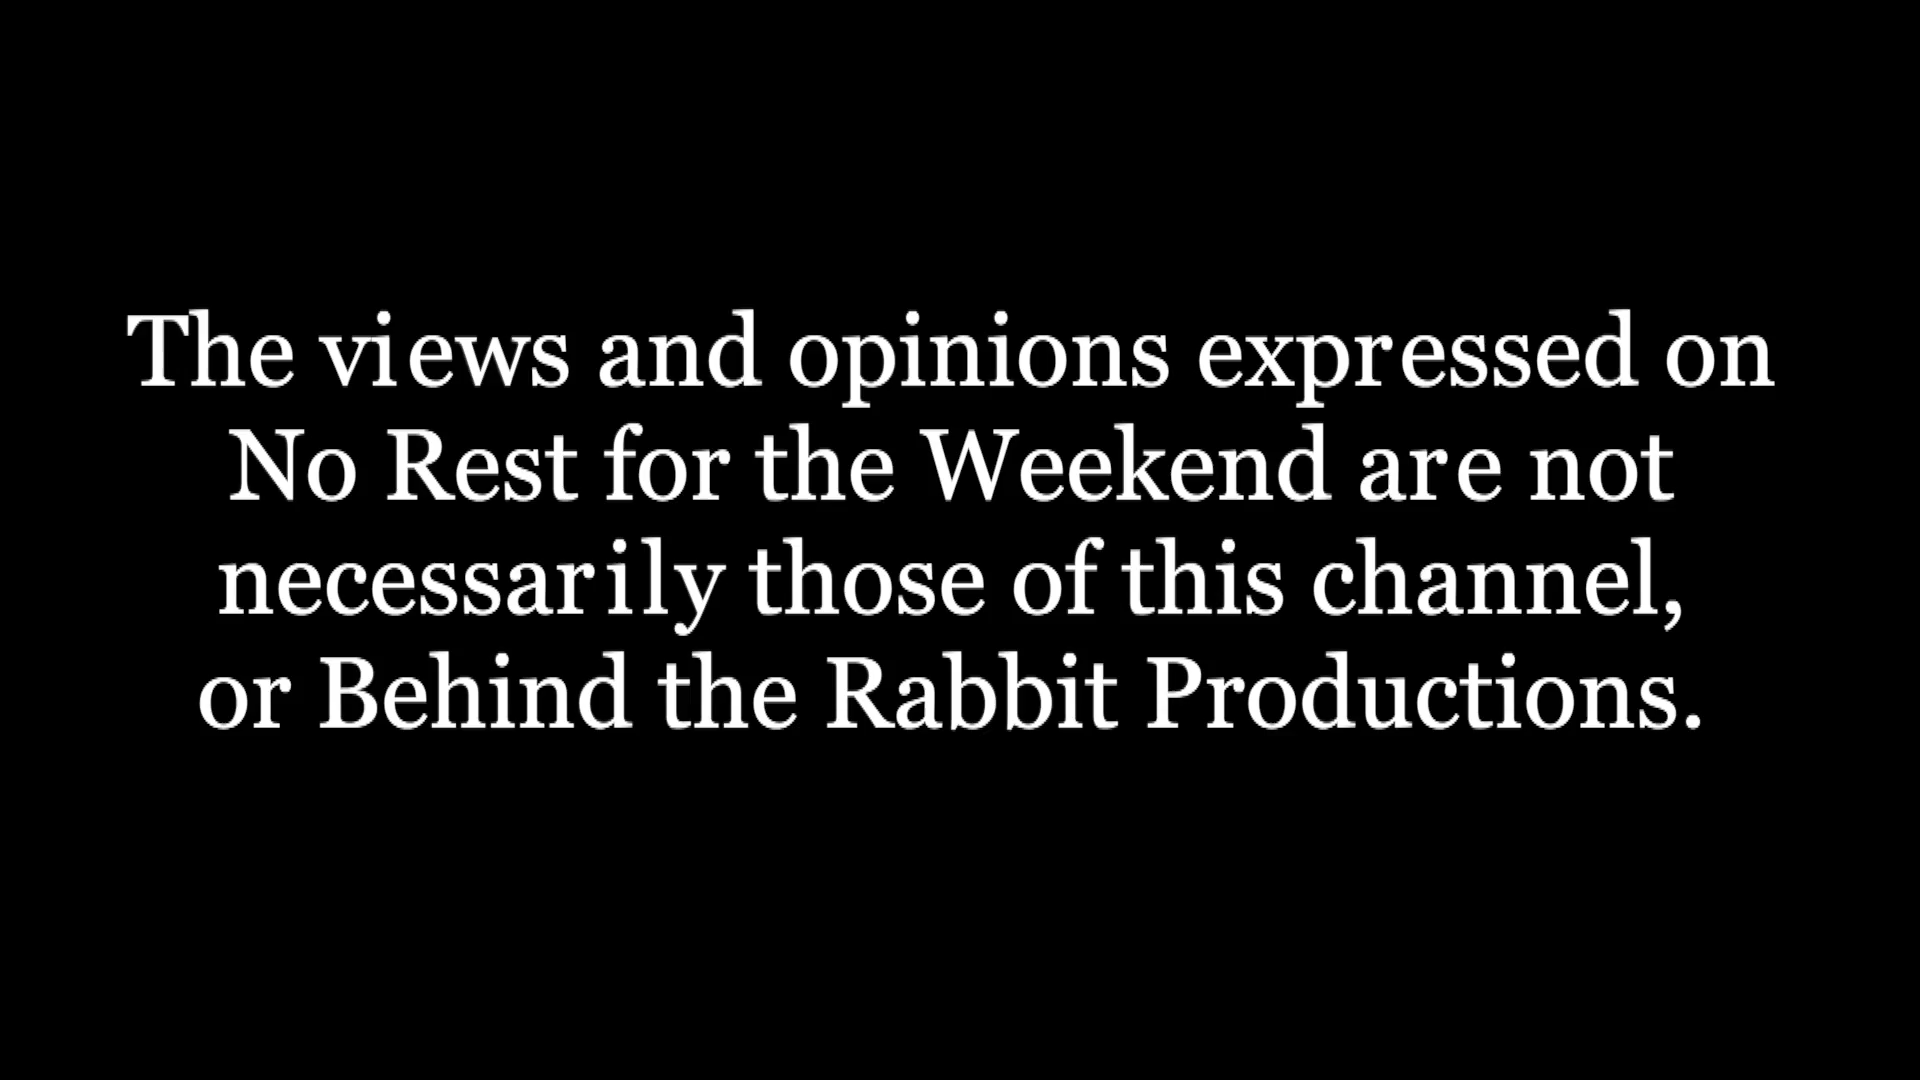 The views and opinions expressed on
No Rest for the Weekend are not
necessarily those of this channel,
or Behind the Rabbit Productions.